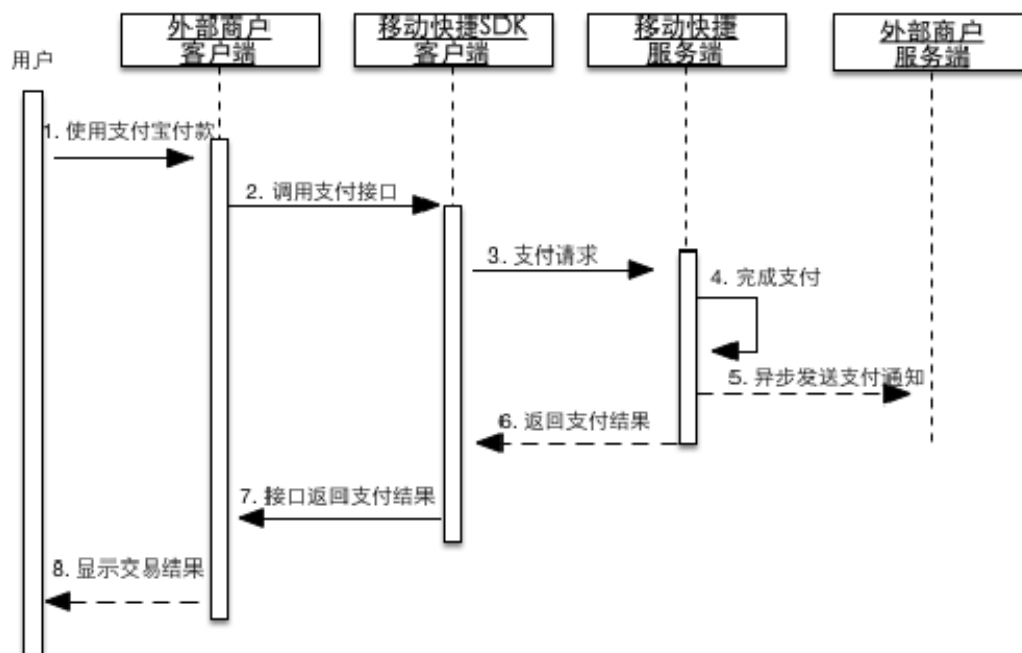 外部商户
客户端
移动快捷SDK
客户端
移动快捷
服务端
外部商户
服务端
用户
1. 使用支付宝付款
2. 调用支付接口
3. 支付请求
4. 完成支付
5. 异步发送支付通知
6. 返回支付结果
7. 接口返回支付结果
8. 显示交易结果